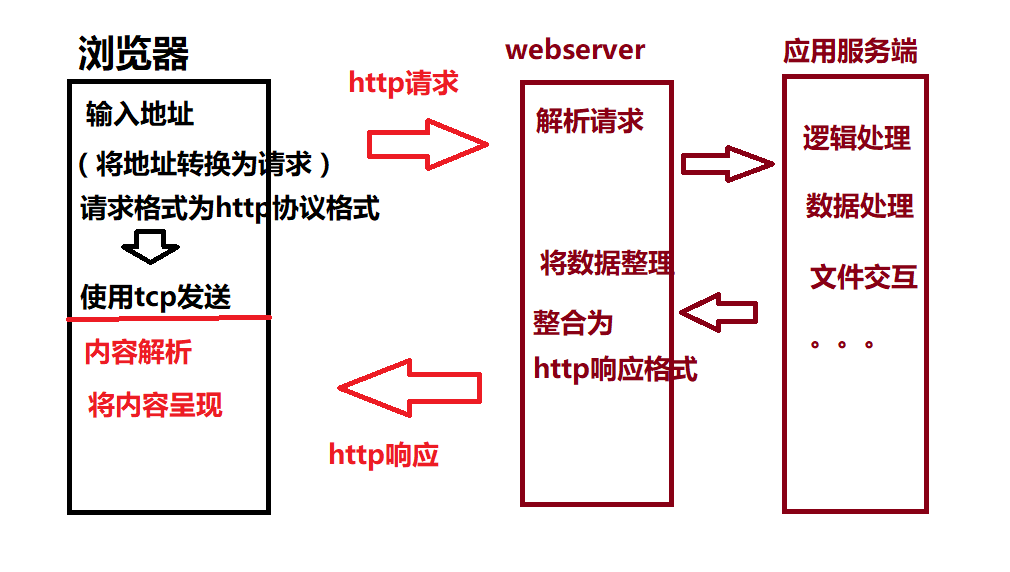 浏览器
输入地址
（将地址转换为请求）
请求格式为http协议格式
使用tcp发送
内容解析
将内容呈现
http请求
http响应
webserver
解析请求
将数据整理
整合为
http响应格式
应用服务端
逻辑处理
数据处理
文件交互
。。。